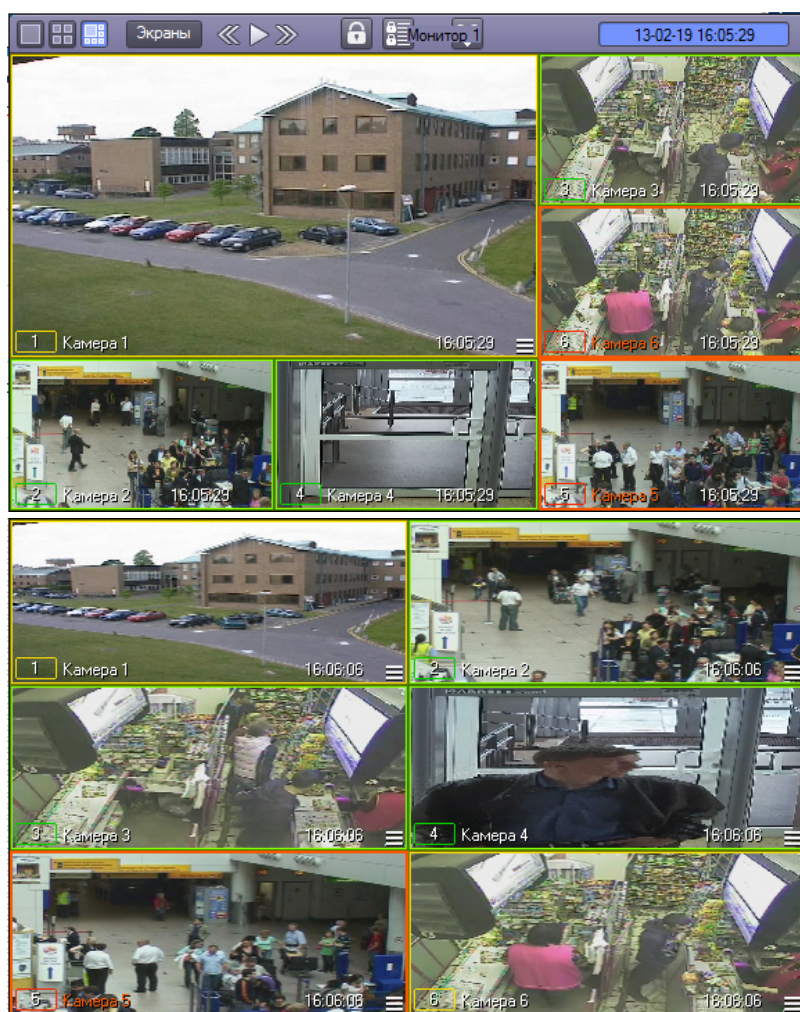 Экраны Монитор 1 13-02-19 16:05:29
3 Камера 3 16:05:29
6 Камера 6 16:05:29
1 Камера 1 16:05:29
2 Камера 2 16:05:29
4 Камера 4 16:05:29
5 Камера 5 16:05:29
1 Камера 1 16:06:06
2 Камера 2 16:06:06
3 Камера 3 16:06:06
4 Камера 4 16:06:06
5 Камера 5 16:06:06
6 Камера 6 16:06:06